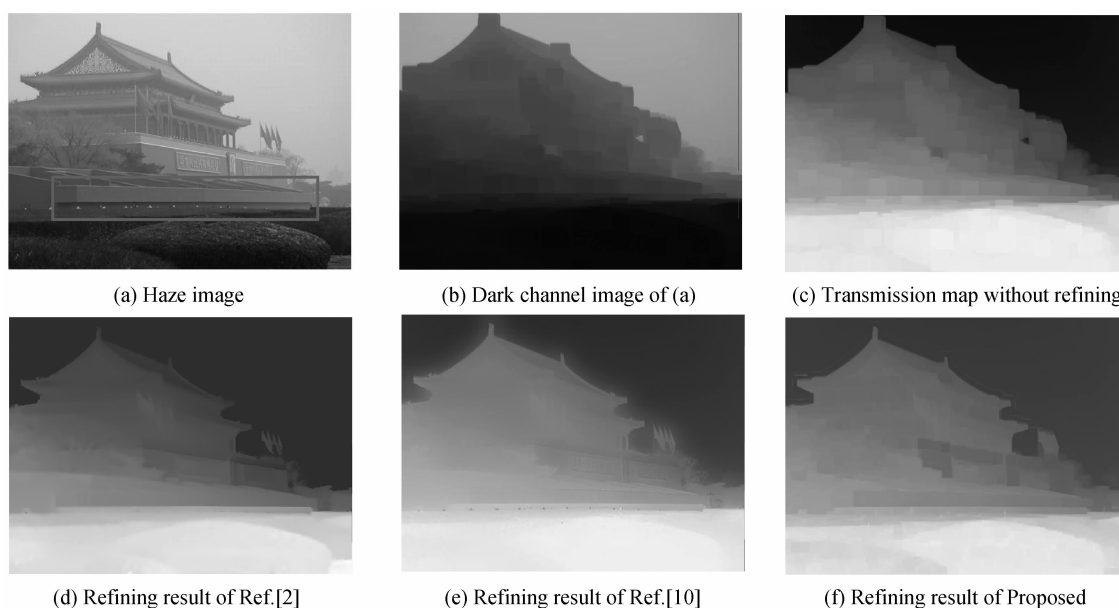 (a) Haze image
(b) Dark channel image of (a)
(c) Transmission map without refining
(d) Refining result of Ref.[2]
(e) Refining result of Ref.[10]
(f) Refining result of Proposed